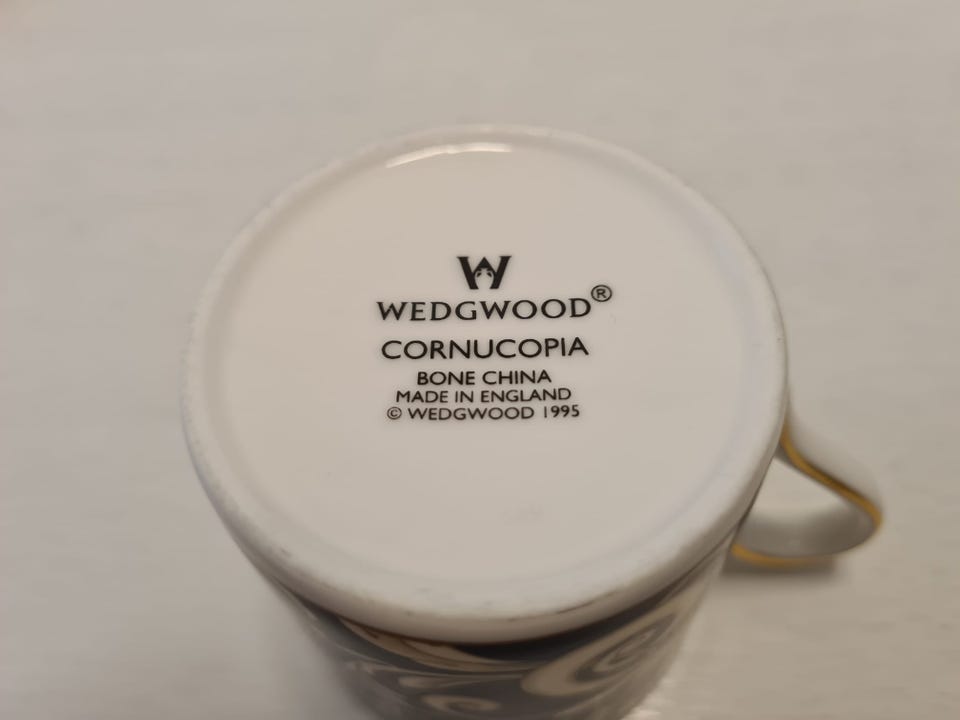 W
WEDGWOOD®
CORNUCOPIA
BONE CHINA
MADE IN ENGLAND
© WEDGWOOD 1995